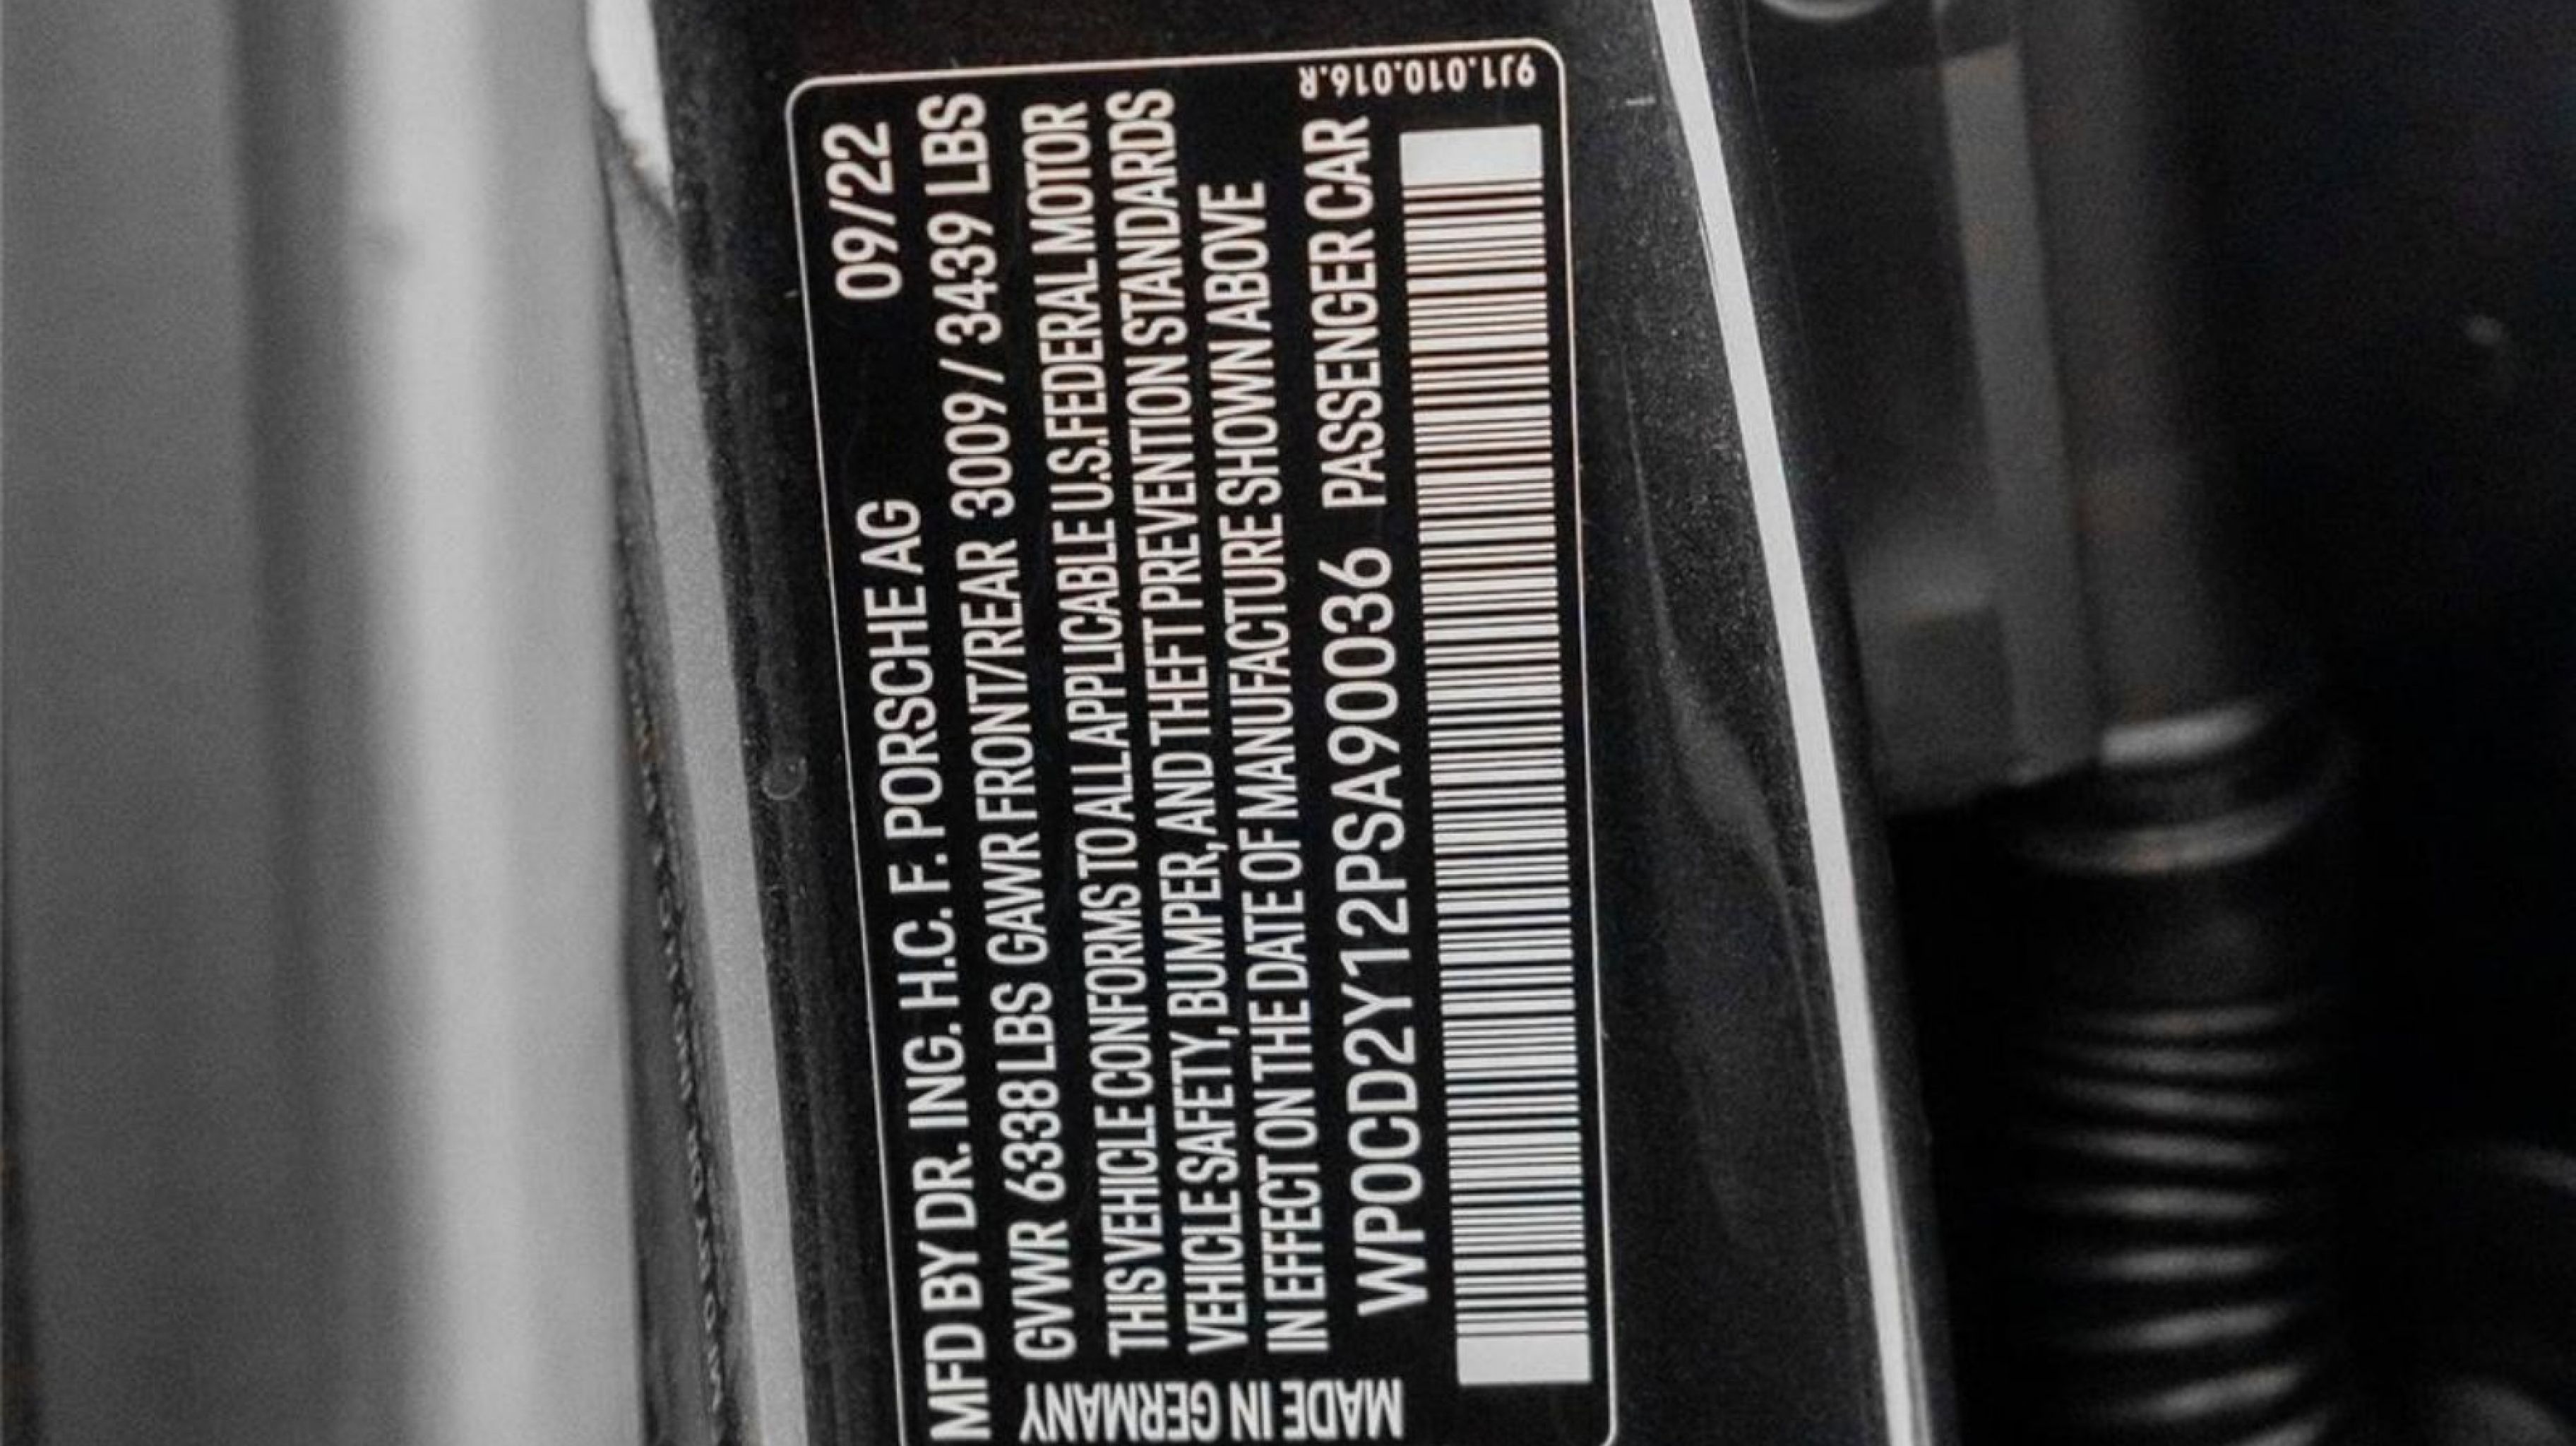 MFD BY DR. ING. H.C. F. PORSCHE AG 09/22
GVWR 6338 LBS GAWR FRONT/REAR 3009 / 3439 LBS
THIS VEHICLE CONFORMS TO ALL APPLICABLE U.S. FEDERAL MOTOR
VEHICLE SAFETY, BUMPER, AND THEFT PREVENTION STANDARDS
IN EFFECT ON THE DATE OF MANUFACTURE SHOWN ABOVE
WP0CD2Y12PSA90036 PASSENGER CAR
MADE IN GERMANY
9J1.010.016.R